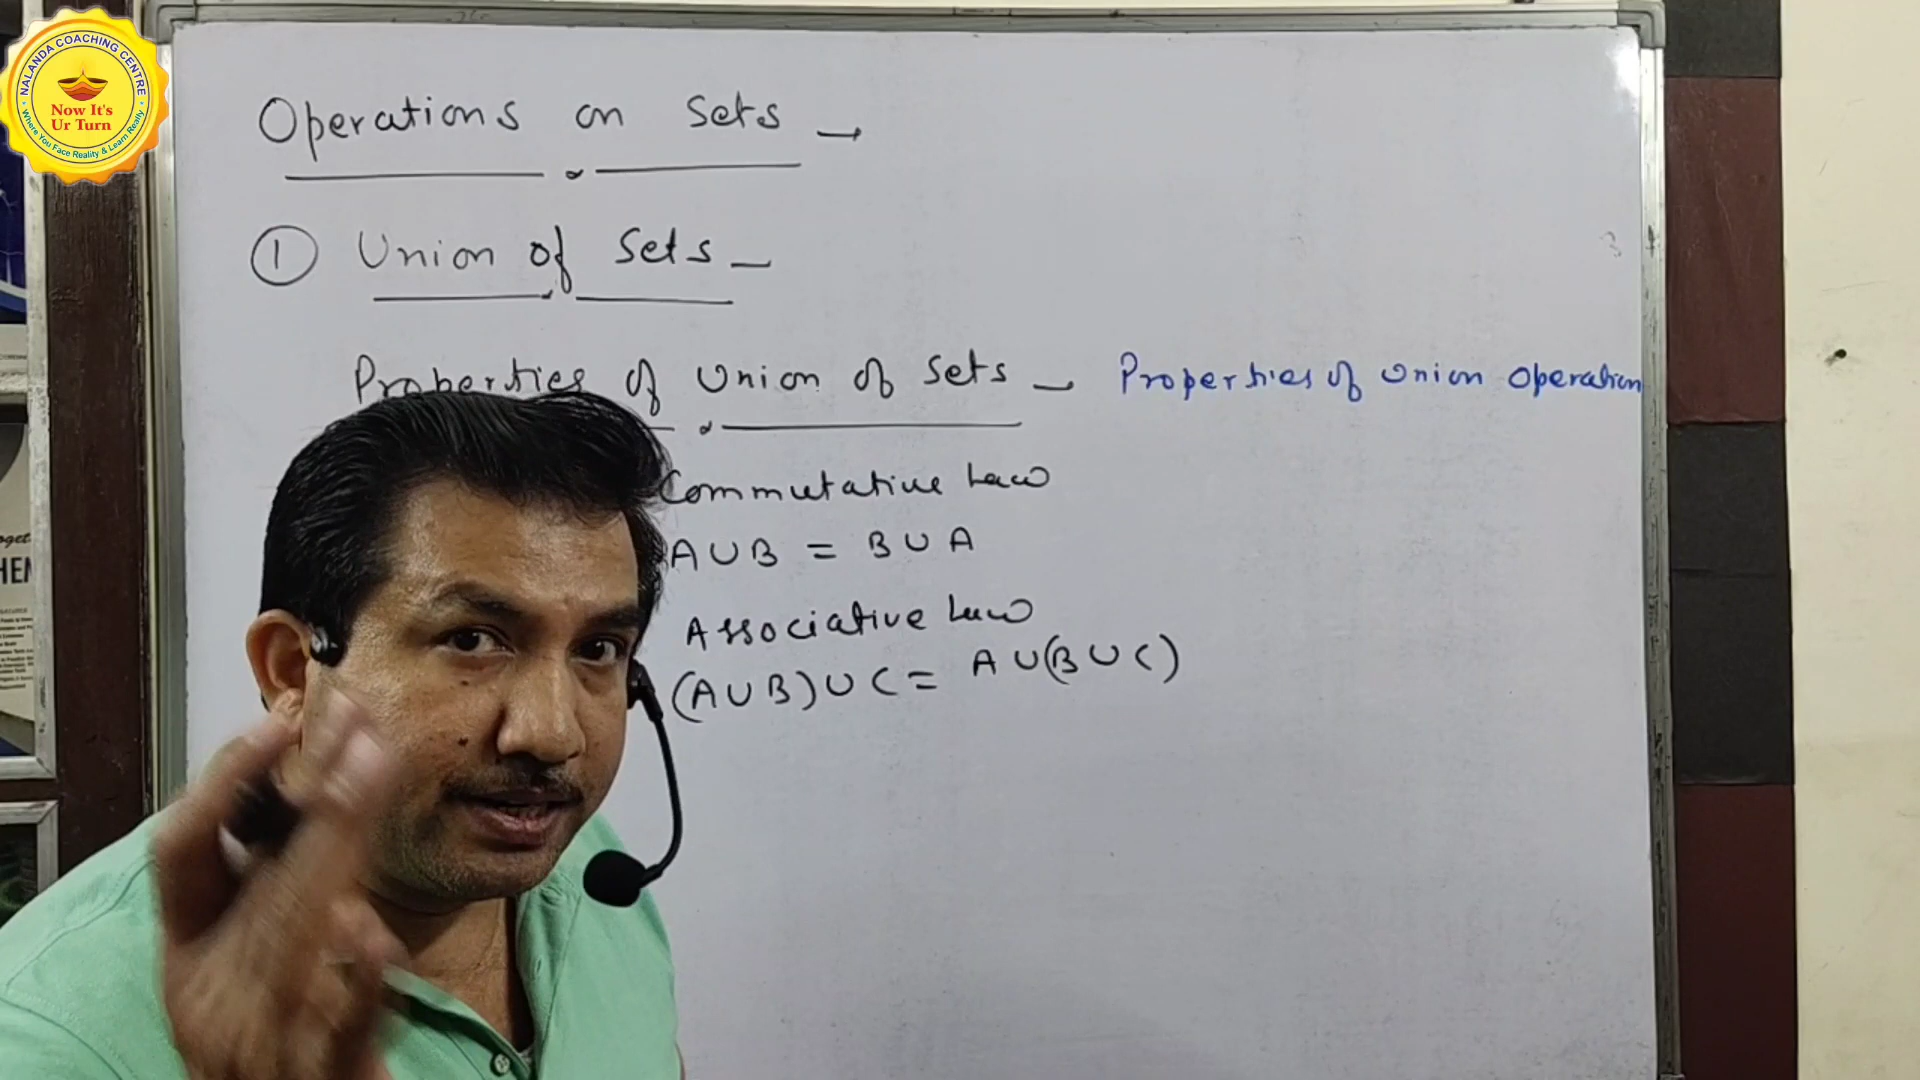 NALANDA COACHING CENTRE
Now It's
Ur Turn
Where You Face Reality & Learn Really
Operations on Sets →
① Union of Sets –
Properties of Union of Sets – Properties of Union Operation
Commutative Law
A ∪ B = B ∪ A
Associative Law
(A ∪ B) ∪ C = A ∪ (B ∪ C)